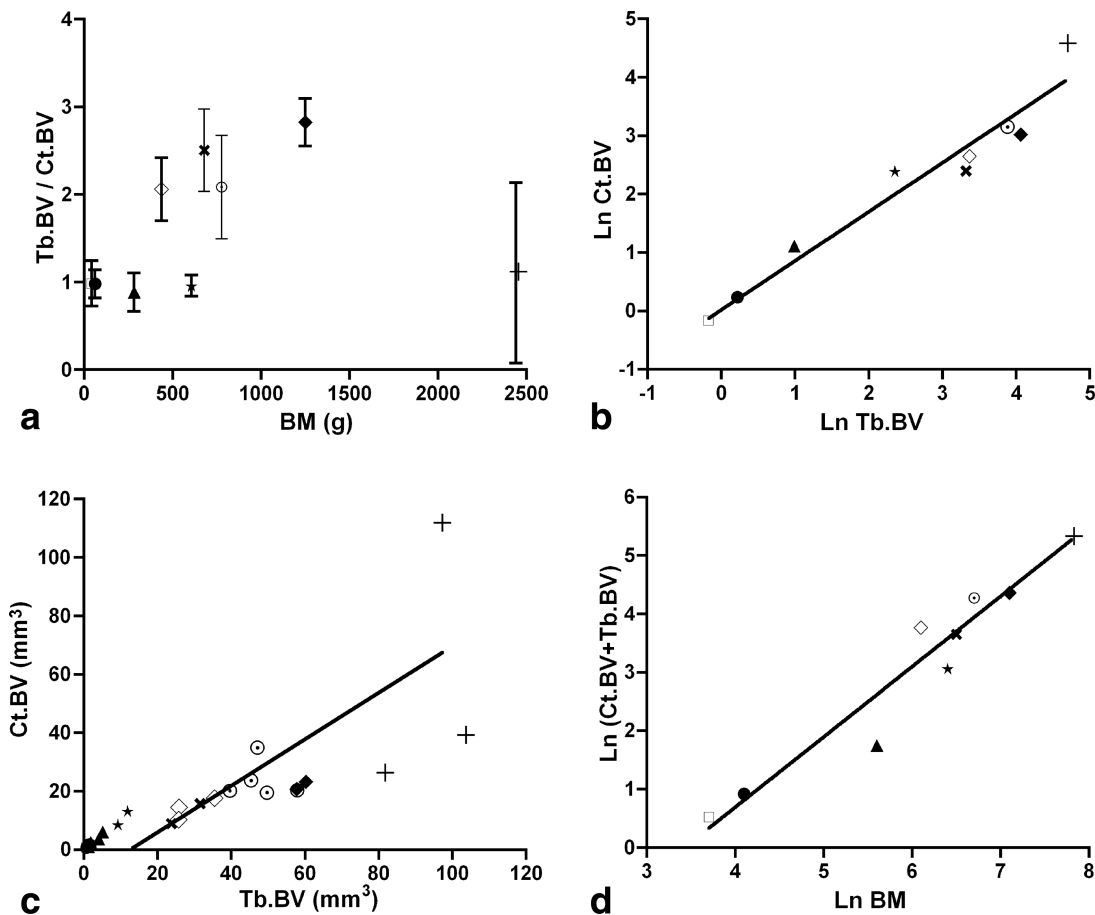 4
3
2
1
0
Tb.BV / Ct.BV
0 500 1000 1500 2000 2500
BM (g)
a
5
4
3
2
1
0
-1
Ln Ct.BV
-1 0 1 2 3 4 5
Ln Tb.BV
b
120
100
80
60
40
20
0
Ct.BV (mm³)
0 20 40 60 80 100 120
Tb.BV (mm³)
c
6
5
4
3
2
1
0
Ln (Ct.BV+Tb.BV)
3 4 5 6 7 8
Ln BM
d